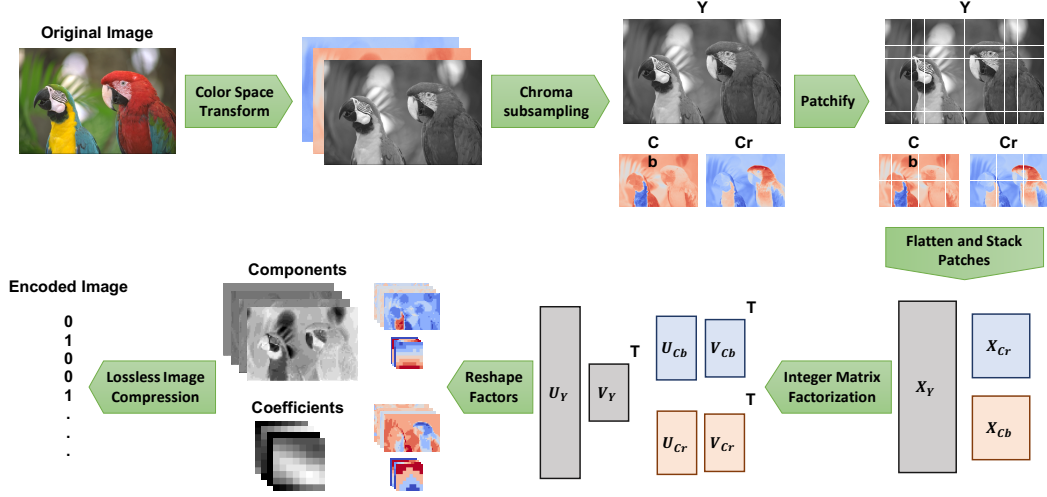 Original Image
Color Space
Transform
Chroma
subsampling
Y
C
b
Cr
Patchify
Y
C
b
Cr
Flatten and Stack
Patches
X_Y
X_Cr
X_Cb
Integer Matrix
Factorization
U_Y
V_Y
T
U_Cb
V_Cb
T
U_Cr
V_Cr
T
Reshape
Factors
Components
Coefficients
Lossless Image
Compression
Encoded Image
0
1
0
0
1
.
.
.
.